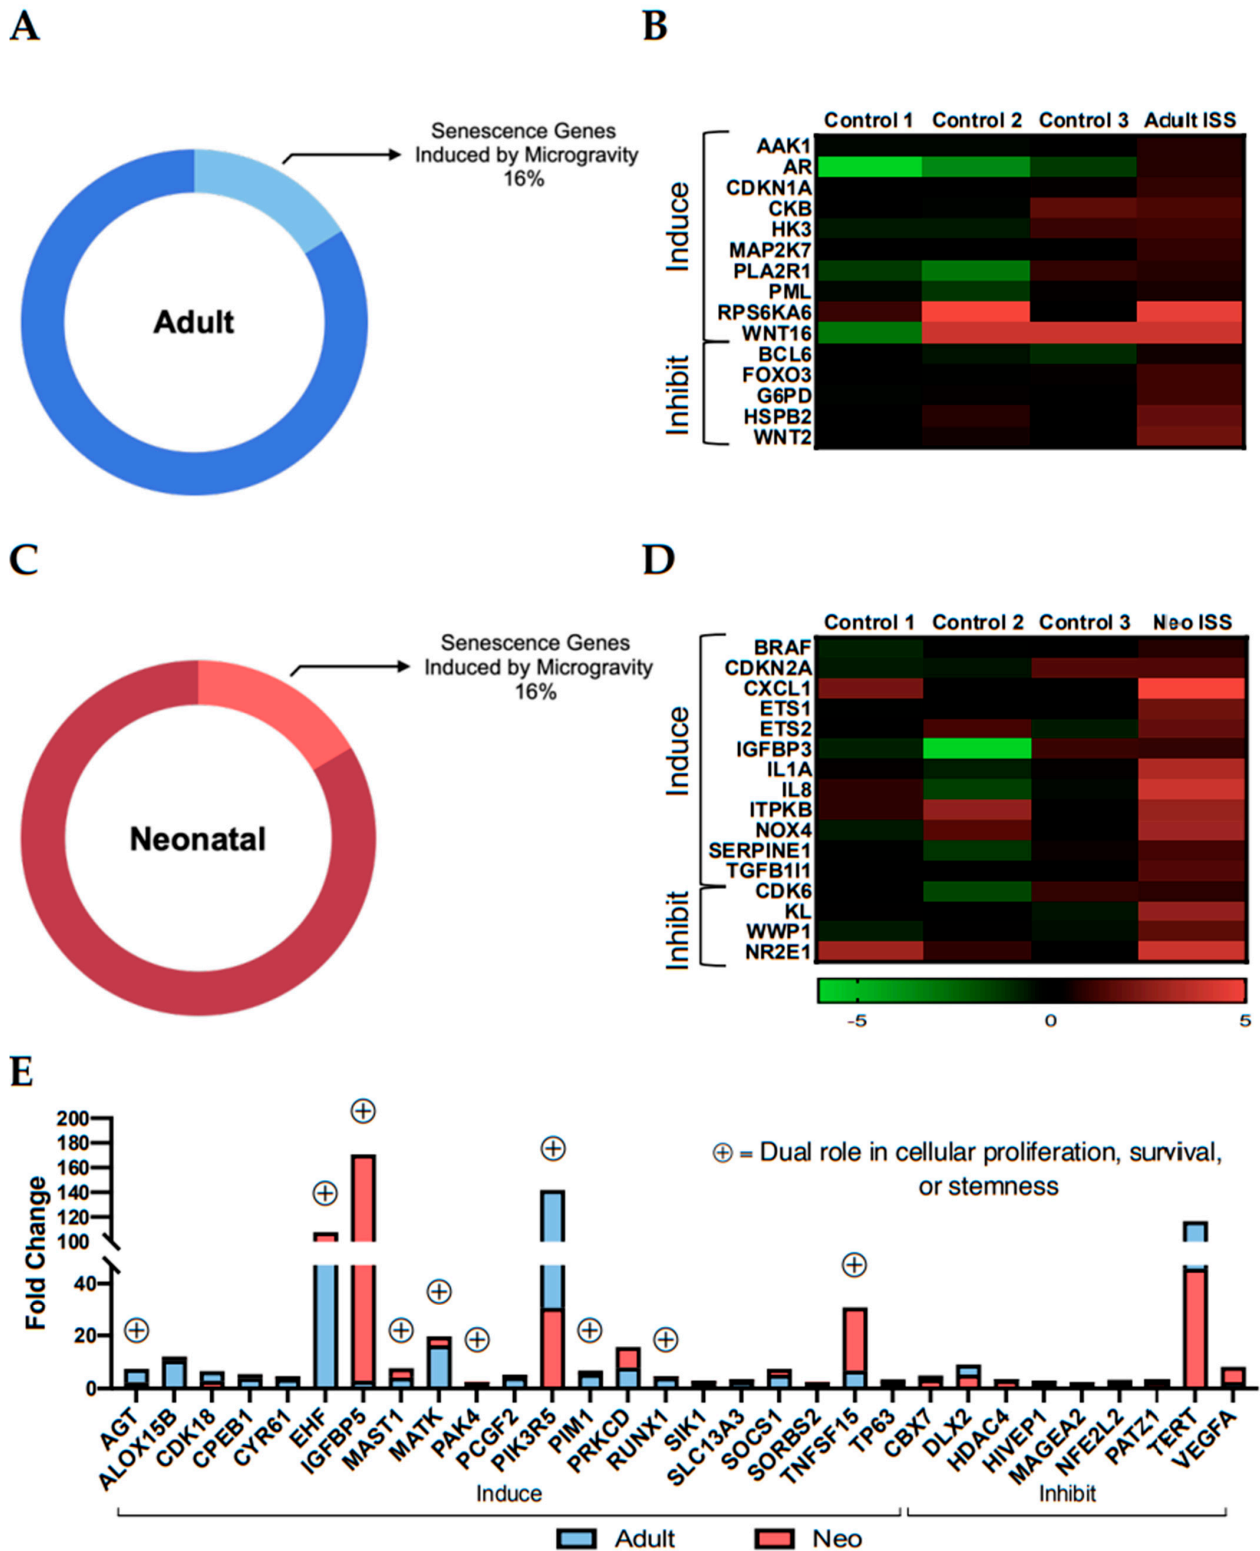 A
B
Senescence Genes
Induced by Microgravity
16%
Adult
Control 1 Control 2 Control 3 Adult ISS
Induce
AAK1
AR
CDKN1A
CKB
HK3
MAP2K7
PLA2R1
PML
RPS6KA6
WNT16
Inhibit
BCL6
FOXO3
G6PD
HSPB2
WNT2
C
D
Senescence Genes
Induced by Microgravity
16%
Neonatal
Control 1 Control 2 Control 3 Neo ISS
Induce
BRAF
CDKN2A
CXCL1
ETS1
ETS2
IGFBP3
IL1A
IL8
ITPKB
NOX4
SERPINE1
TGFB1I1
Inhibit
CDK6
KL
WWP1
NR2E1
-5 0 5
E
Fold Change
200
180
160
140
120
100
40
20
0
⊕ = Dual role in cellular proliferation, survival,
or stemness
AGT
ALOX15B
CDK18
CPEB1
CYR61
EHF
IGFBP5
MAST1
MATK
PAK4
PCGF2
PIK3R5
PIM1
PRKCD
RUNX1
SIK1
SLC13A3
SOCS1
SORBS2
TNFSF15
TP63
CBX7
DLX2
HDAC4
HIVEP1
MAGEA2
NFE2L2
PATZ1
TERT
VEGFA
Induce Inhibit
Adult Neo